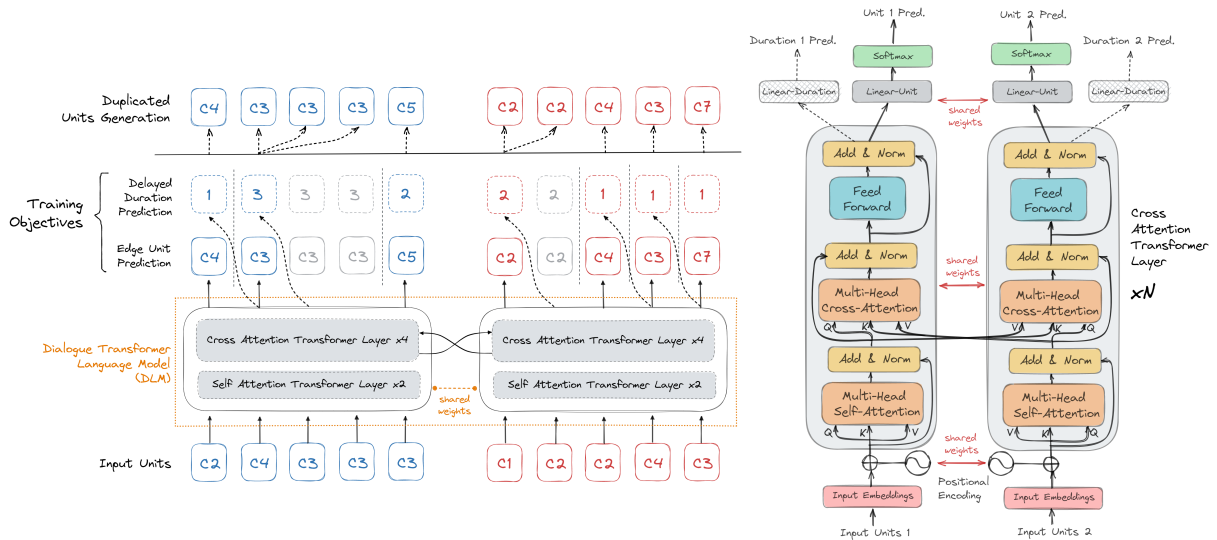 Duplicated
Units Generation
C4 C3 C3 C3 C5
C2 C2 C4 C3 C7
Training
Objectives
Delayed
Duration
Prediction
1 3 3 3 2
2 2 1 1 1
Edge Unit
Prediction
C4 C3 C3 C3 C5
C2 C2 C4 C3 C7
Dialogue Transformer
Language Model
(DLM)
Cross Attention Transformer Layer x4
Self Attention Transformer Layer x2
shared
weights
Cross Attention Transformer Layer x4
Self Attention Transformer Layer x2
Input Units
C2 C4 C3 C3 C3
C1 C2 C2 C4 C3
Unit 1 Pred.
Unit 2 Pred.
Duration 1 Pred.
Duration 2 Pred.
Softmax
Softmax
Linear-Duration
Linear-Unit
shared
weights
Linear-Unit
Linear-Duration
Add & Norm
Add & Norm
Feed
Forward
Feed
Forward
Add & Norm
shared
weights
Add & Norm
Multi-Head
Cross-Attention
Multi-Head
Cross-Attention
Q K V
V K Q
Add & Norm
Add & Norm
Multi-Head
Self-Attention
Multi-Head
Self-Attention
Q K V
V K Q
Cross
Attention
Transformer
Layer
xN
shared
weights
Positional
Encoding
Input Embeddings
Input Embeddings
Input Units 1
Input Units 2